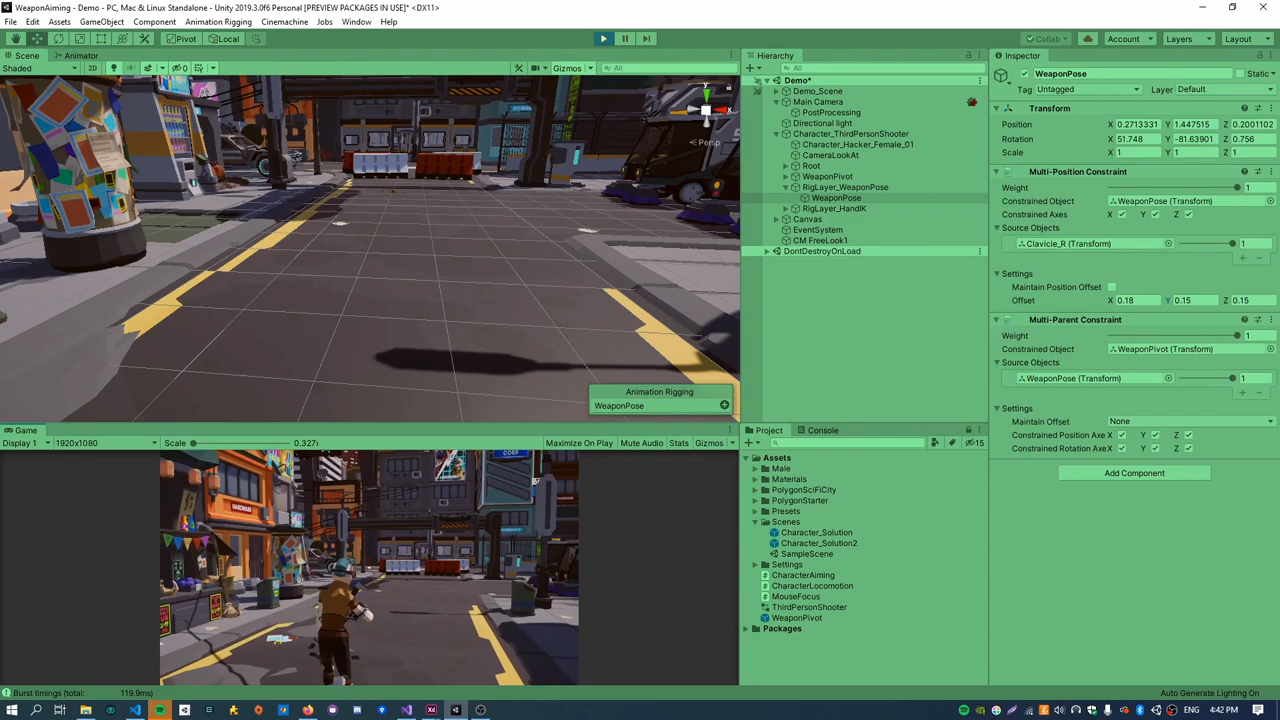 WeaponAiming - Demo - PC, Mac & Linux Standalone - Unity 2019.3.0f6 Personal [PREVIEW PACKAGES IN USE]* <DX11>
File Edit Assets GameObject Component Animation Rigging Cinemachine Jobs Window Help
Pivot Local Collab Account Layers Layout
Scene Animator
Shaded 2D 0 Gizmos All
y
x
Persp
Animation Rigging
WeaponPose
Game
Display 1 1920x1080 Scale 0.327 Maximize On Play Mute Audio Stats Gizmos
CORP
HARDWARE
Hierarchy
All
Demo*
Demo_Scene
Main Camera
PostProcessing
Directional light
Character_ThirdPersonShooter
Character_Hacker_Female_01
CameraLookAt
Root
WeaponPivot
RigLayer_WeaponPose
WeaponPose
RigLayer_HandIK
Canvas
EventSystem
CM FreeLook1
DontDestroyOnLoad
Project Console
15
Assets
Male
Materials
PolygonSciFiCity
PolygonStarter
Presets
Scenes
Character_Solution
Character_Solution2
SampleScene
Settings
CharacterAiming
CharacterLocomotion
MouseFocus
ThirdPersonShooter
WeaponPivot
Packages
Inspector
WeaponPose Static
Tag Untagged Layer Default
Transform
Position X 0.2713331 Y 1.447515 Z 0.2001102
Rotation X 51.748 Y -81.63901 Z 0.756
Scale X 1 Y 1 Z 1
Multi-Position Constraint
Weight 1
Constrained Object WeaponPose (Transform)
Constrained Axes X Y Z
Source Objects
Clavicle_R (Transform) 1
Settings
Maintain Position Offset
Offset X 0.18 Y 0.15 Z 0.15
Multi-Parent Constraint
Weight 1
Constrained Object WeaponPivot (Transform)
Source Objects
WeaponPose (Transform) 1
Settings
Maintain Offset None
Constrained Position Axe X Y Z
Constrained Rotation Axe X Y Z
Add Component
Burst timings (total: 119.9ms) Auto Generate Lighting On
ENG 4:42 PM